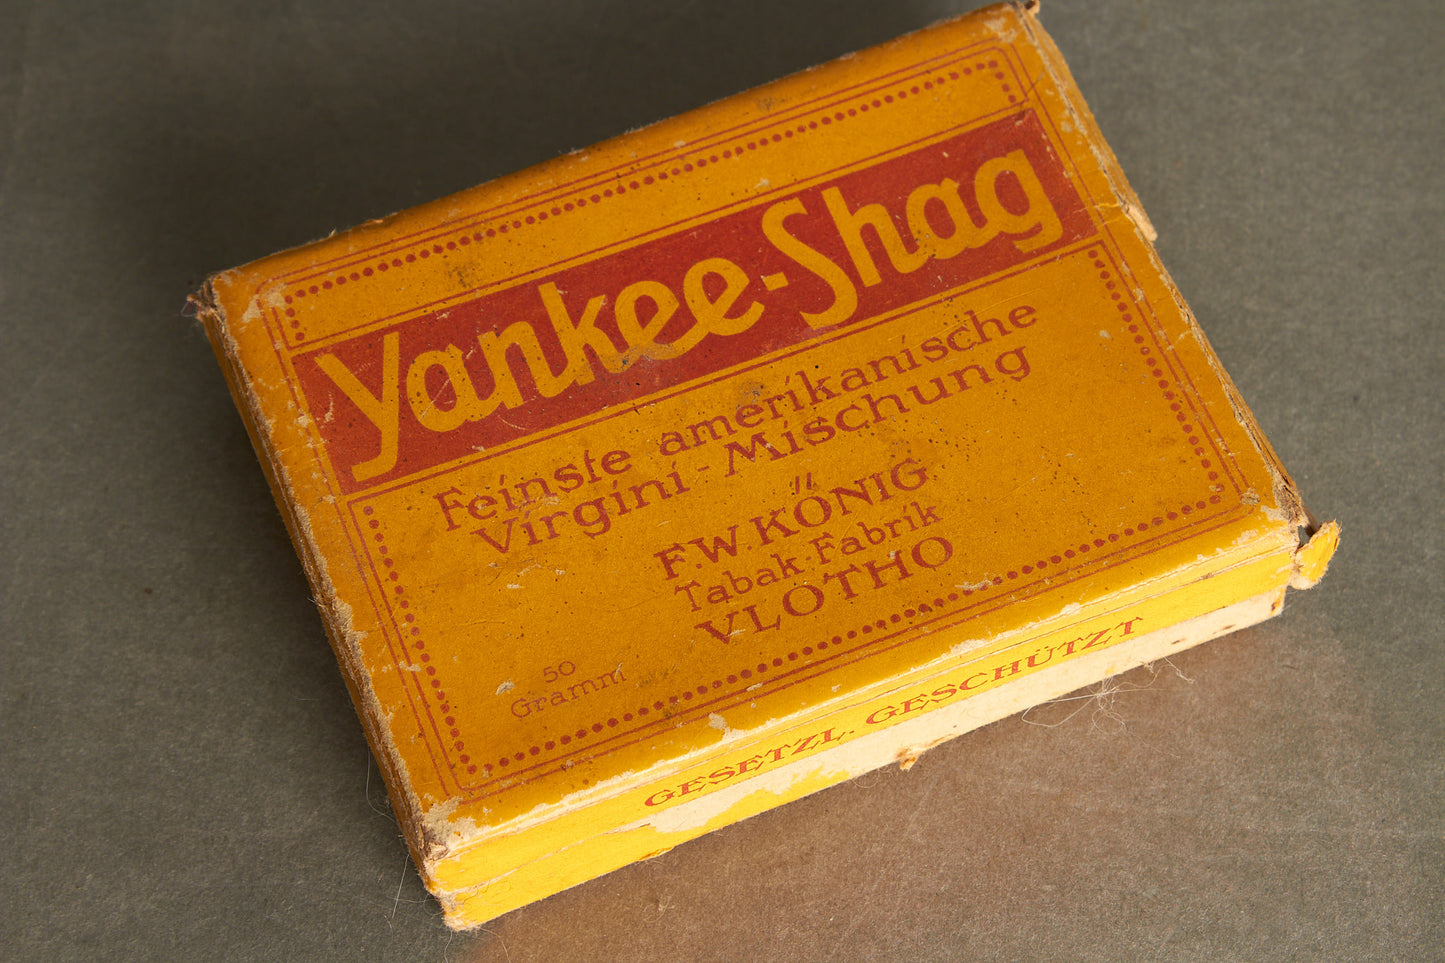 Yankee-Shag
Feinste amerikanische
Virgini-Mischung
F.W.KÖNIG
Tabak-Fabrik
VLOTHO
50
Gramm
GESETZL. GESCHÜTZT